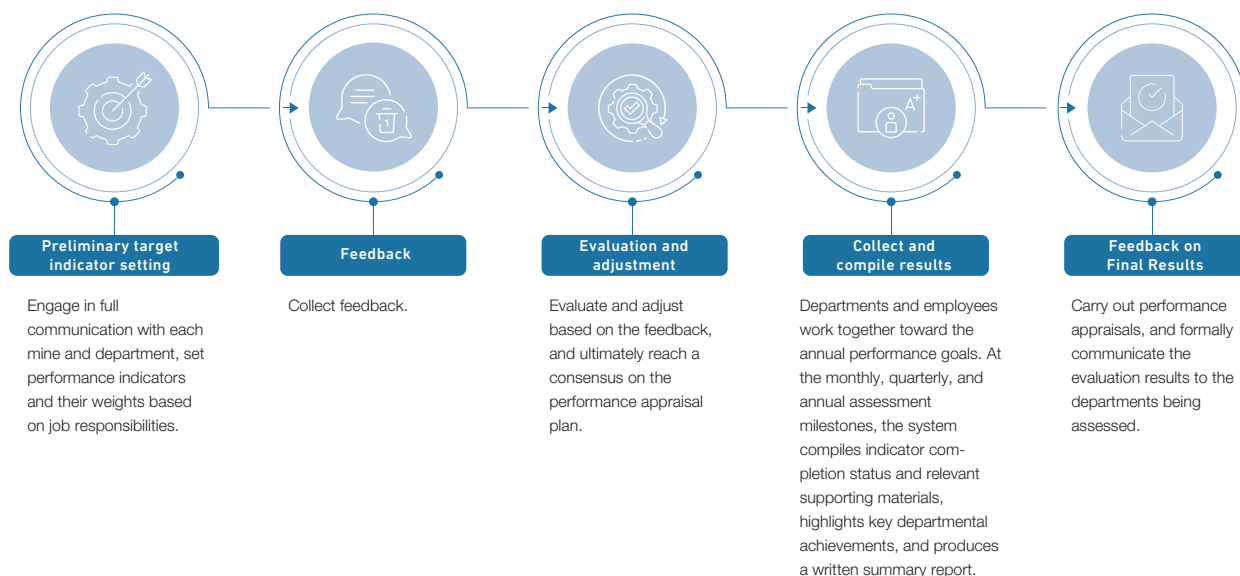 1
A+
Preliminary target
indicator setting
Engage in full
communication with each
mine and department, set
performance indicators
and their weights based
on job responsibilities.
Feedback
Collect feedback.
Evaluation and
adjustment
Evaluate and adjust
based on the feedback,
and ultimately reach a
consensus on the
performance appraisal
plan.
Collect and
compile results
Departments and employees
work together toward the
annual performance goals. At
the monthly, quarterly, and
annual assessment
milestones, the system
compiles indicator com-
pletion status and relevant
supporting materials,
highlights key departmental
achievements, and produces
a written summary report.
Feedback on
Final Results
Carry out performance
appraisals, and formally
communicate the
evaluation results to the
departments being
assessed.